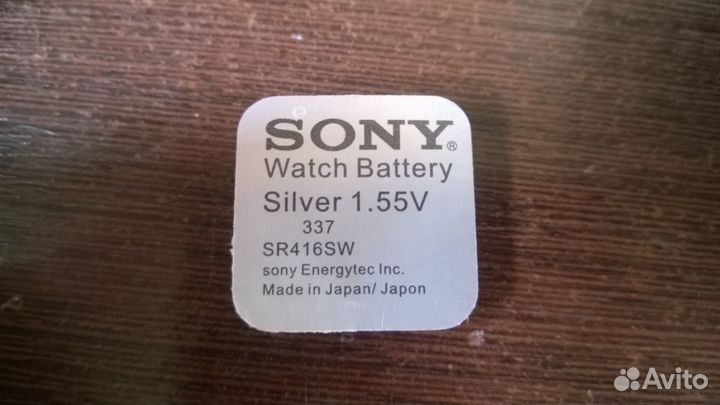 SONY®
Watch Battery
Silver 1.55V
337
SR416SW
sony Energytec Inc.
Made in Japan/ Japon
Avito